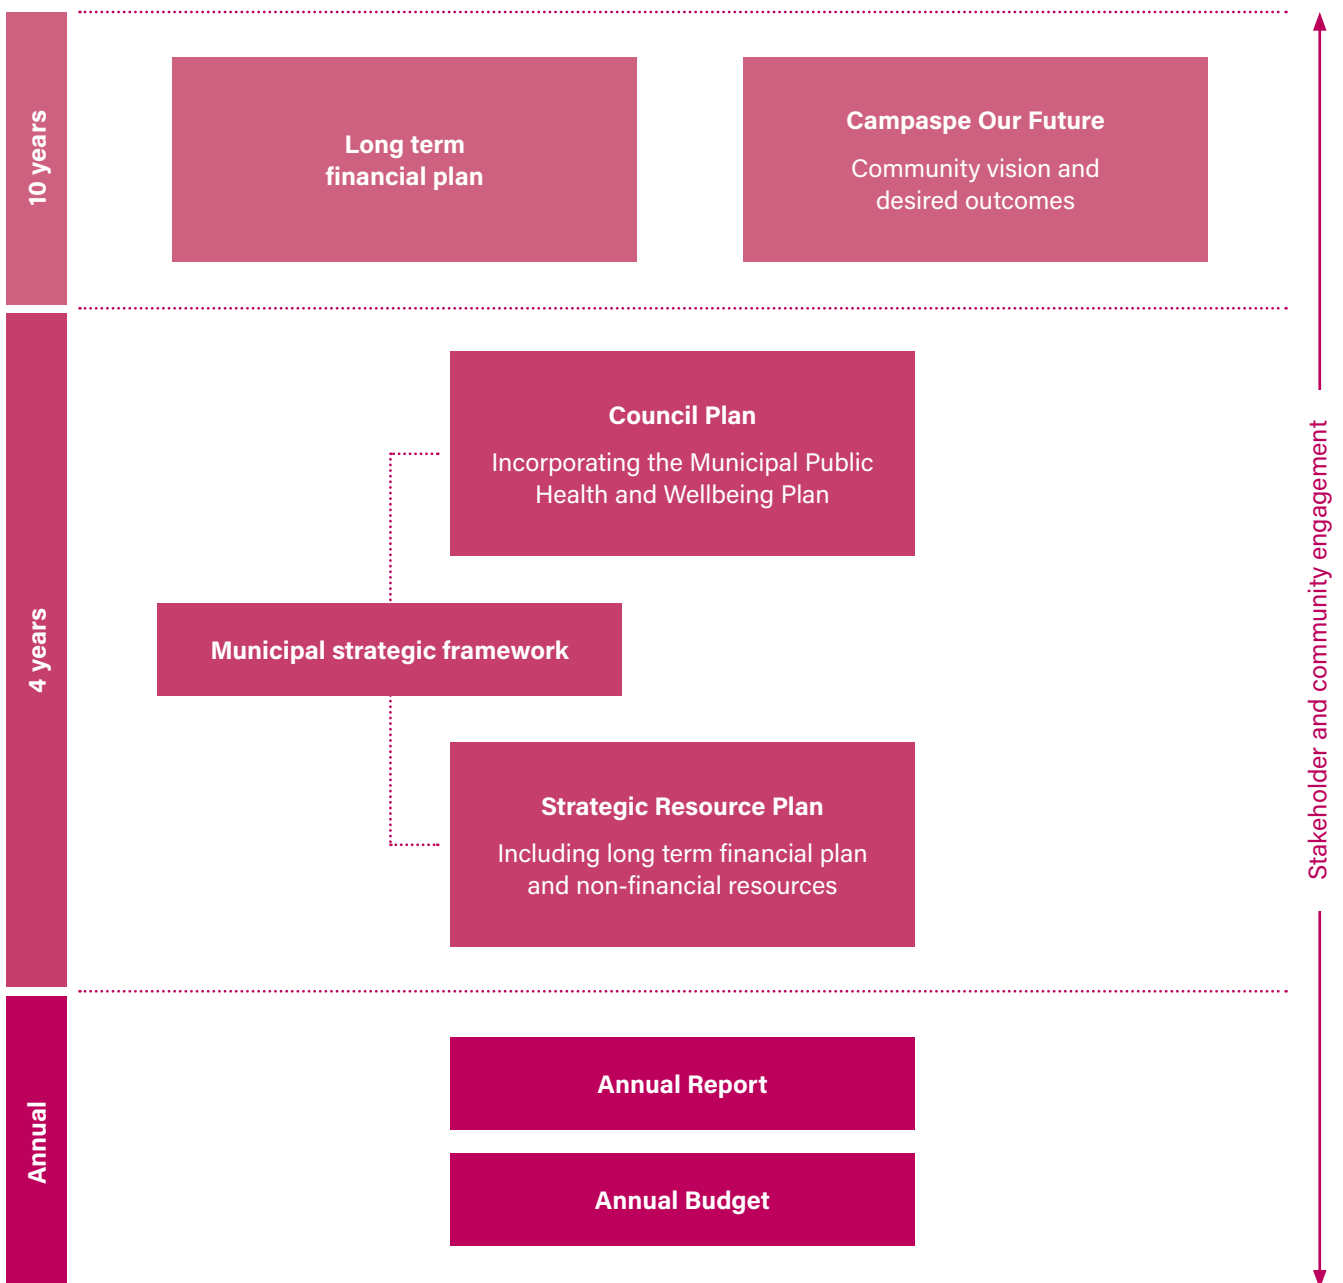 10 years
Long term
financial plan
Campaspe Our Future
Community vision and
desired outcomes
4 years
Council Plan
Incorporating the Municipal Public
Health and Wellbeing Plan
Municipal strategic framework
Strategic Resource Plan
Including long term financial plan
and non-financial resources
Annual
Annual Report
Annual Budget
Stakeholder and community engagement